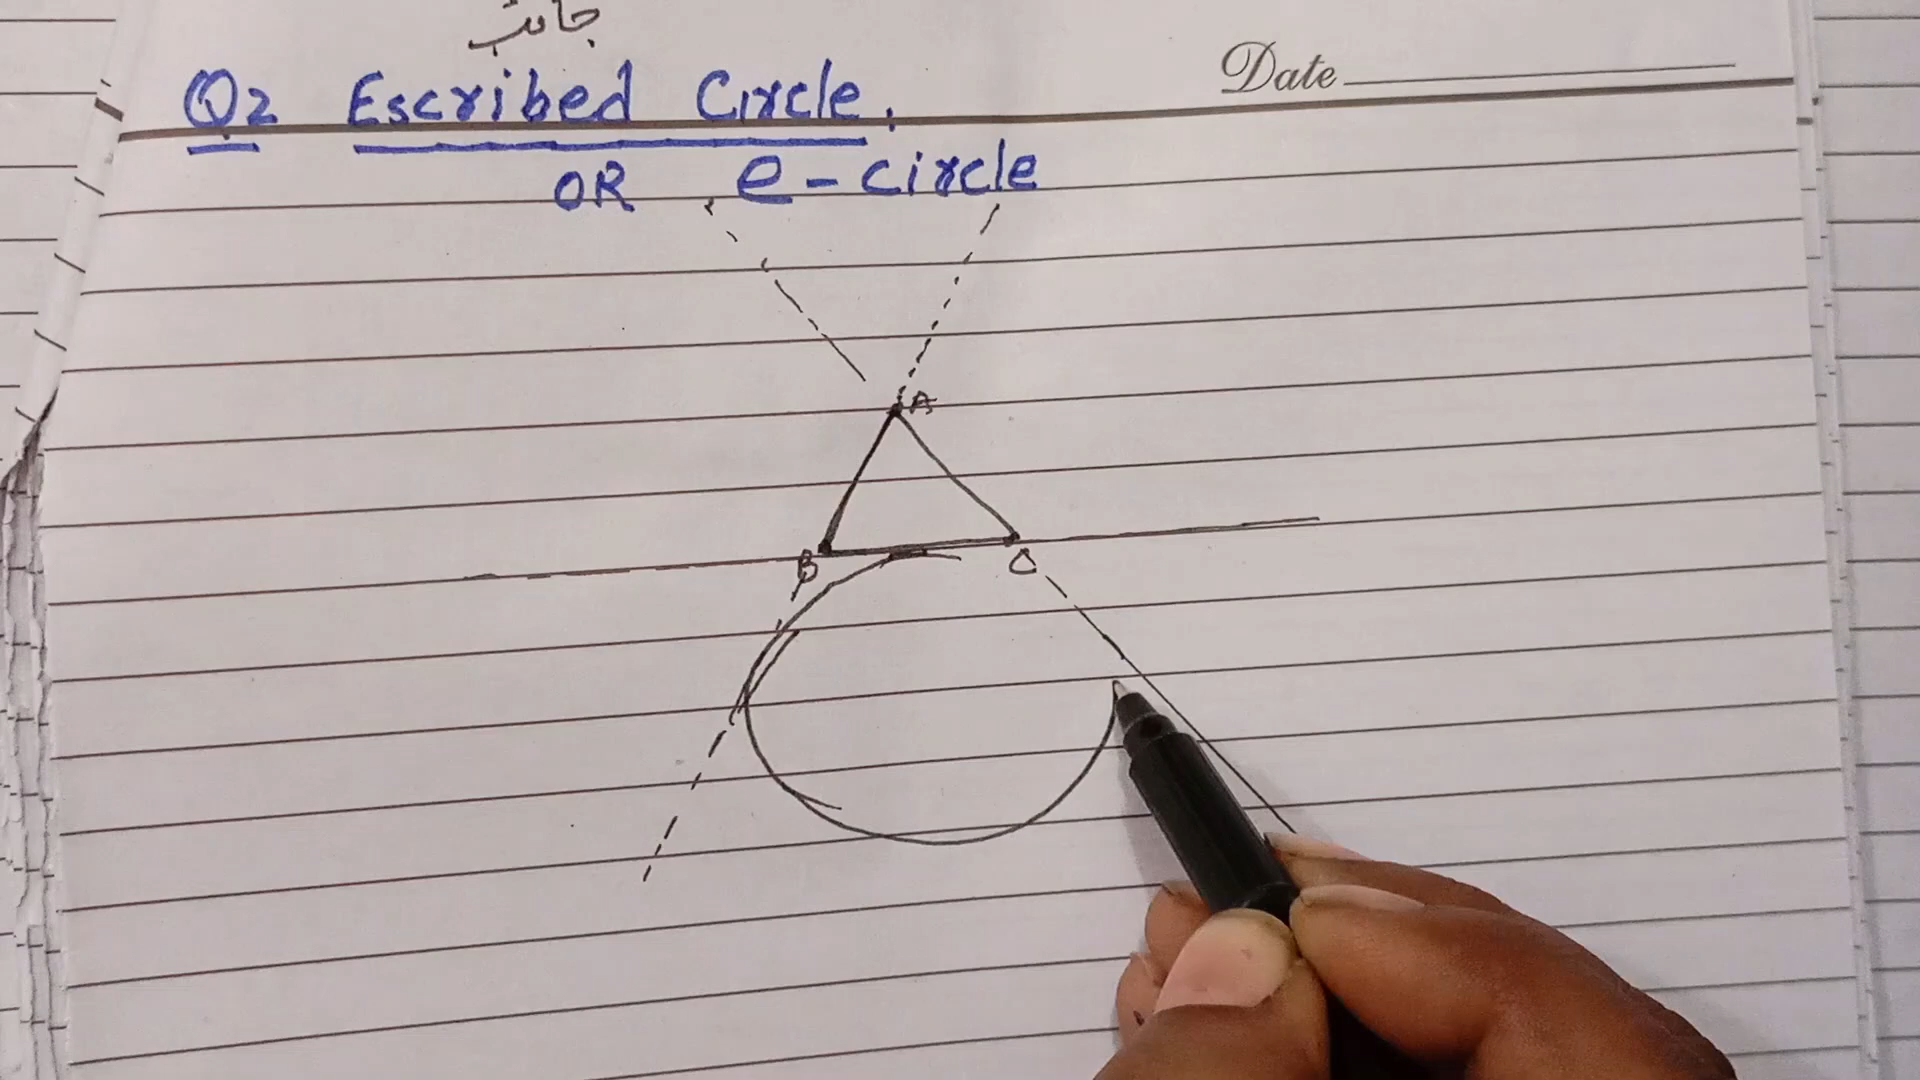 جانب
Date
Q2 Escribed Circle.
OR e-circle
A
B C